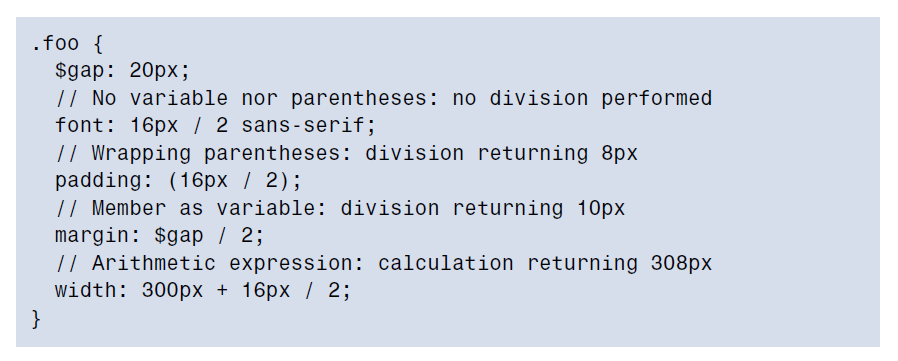 .foo {
  $gap: 20px;
  // No variable nor parentheses: no division performed
  font: 16px / 2 sans-serif;
  // Wrapping parentheses: division returning 8px
  padding: (16px / 2);
  // Member as variable: division returning 10px
  margin: $gap / 2;
  // Arithmetic expression: calculation returning 308px
  width: 300px + 16px / 2;
}